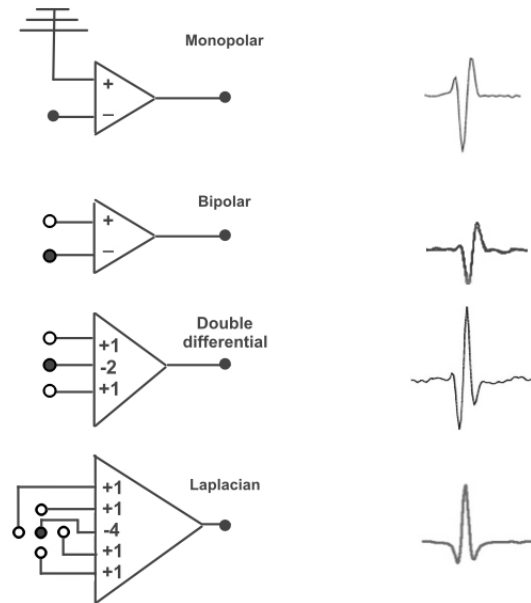 Monopolar
+
−
Bipolar
+
−
Double
differential
+1
-2
+1
Laplacian
+1
+1
-4
+1
+1